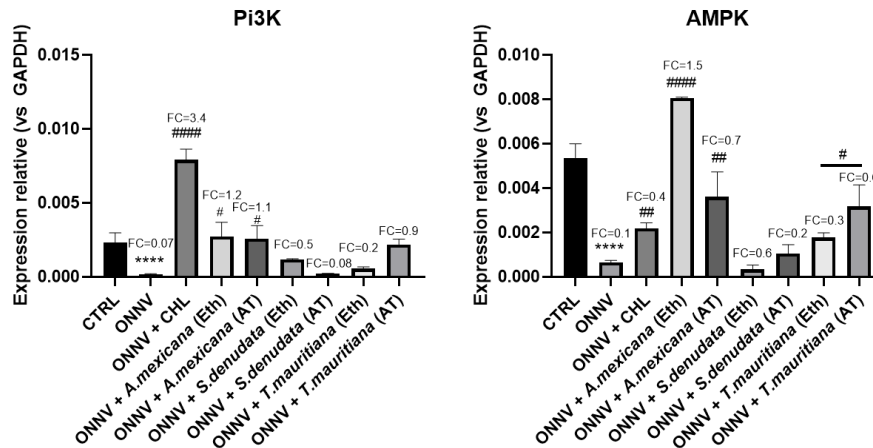 Pi3K
Expression relative (vs GAPDH)
0.015
0.010
0.005
0.000
FC=0.07
****
FC=3.4
####
FC=1.2
#
FC=1.1
#
FC=0.5
FC=0.08
FC=0.2
FC=0.9
CTRL
ONNV
ONNV + CHL
ONNV + A.mexicana (Eth)
ONNV + A.mexicana (AT)
ONNV + S.denudata (Eth)
ONNV + S.denudata (AT)
ONNV + T.mauritiana (Eth)
ONNV + T.mauritiana (AT)
AMPK
Expression relative (vs GAPDH)
0.010
0.008
0.006
0.004
0.002
0.000
FC=0.1
****
FC=0.4
##
FC=1.5
####
FC=0.7
##
FC=0.6
FC=0.2
FC=0.3
#
CTRL
ONNV
ONNV + CHL
ONNV + A.mexicana (Eth)
ONNV + A.mexicana (AT)
ONNV + S.denudata (Eth)
ONNV + S.denudata (AT)
ONNV + T.mauritiana (Eth)
ONNV + T.mauritiana (AT)